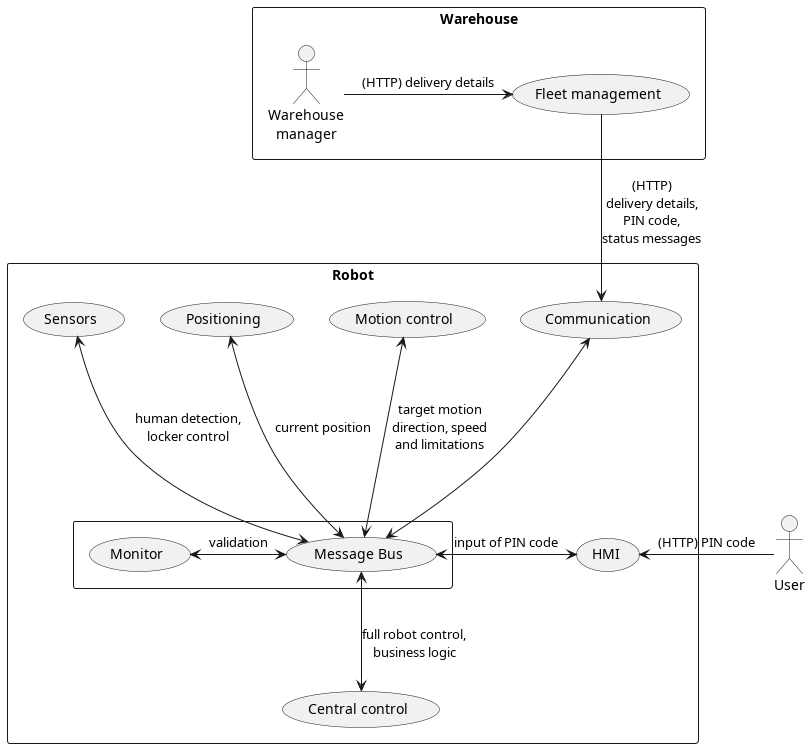 Warehouse
(HTTP) delivery details
Fleet management
Warehouse
manager
(HTTP)
delivery details,
PIN code,
status messages
Robot
Sensors
Positioning
Motion control
Communication
human detection,
locker control
current position
target motion
direction, speed
and limitations
Monitor
validation
Message Bus
input of PIN code
HMI
(HTTP) PIN code
User
full robot control,
business logic
Central control